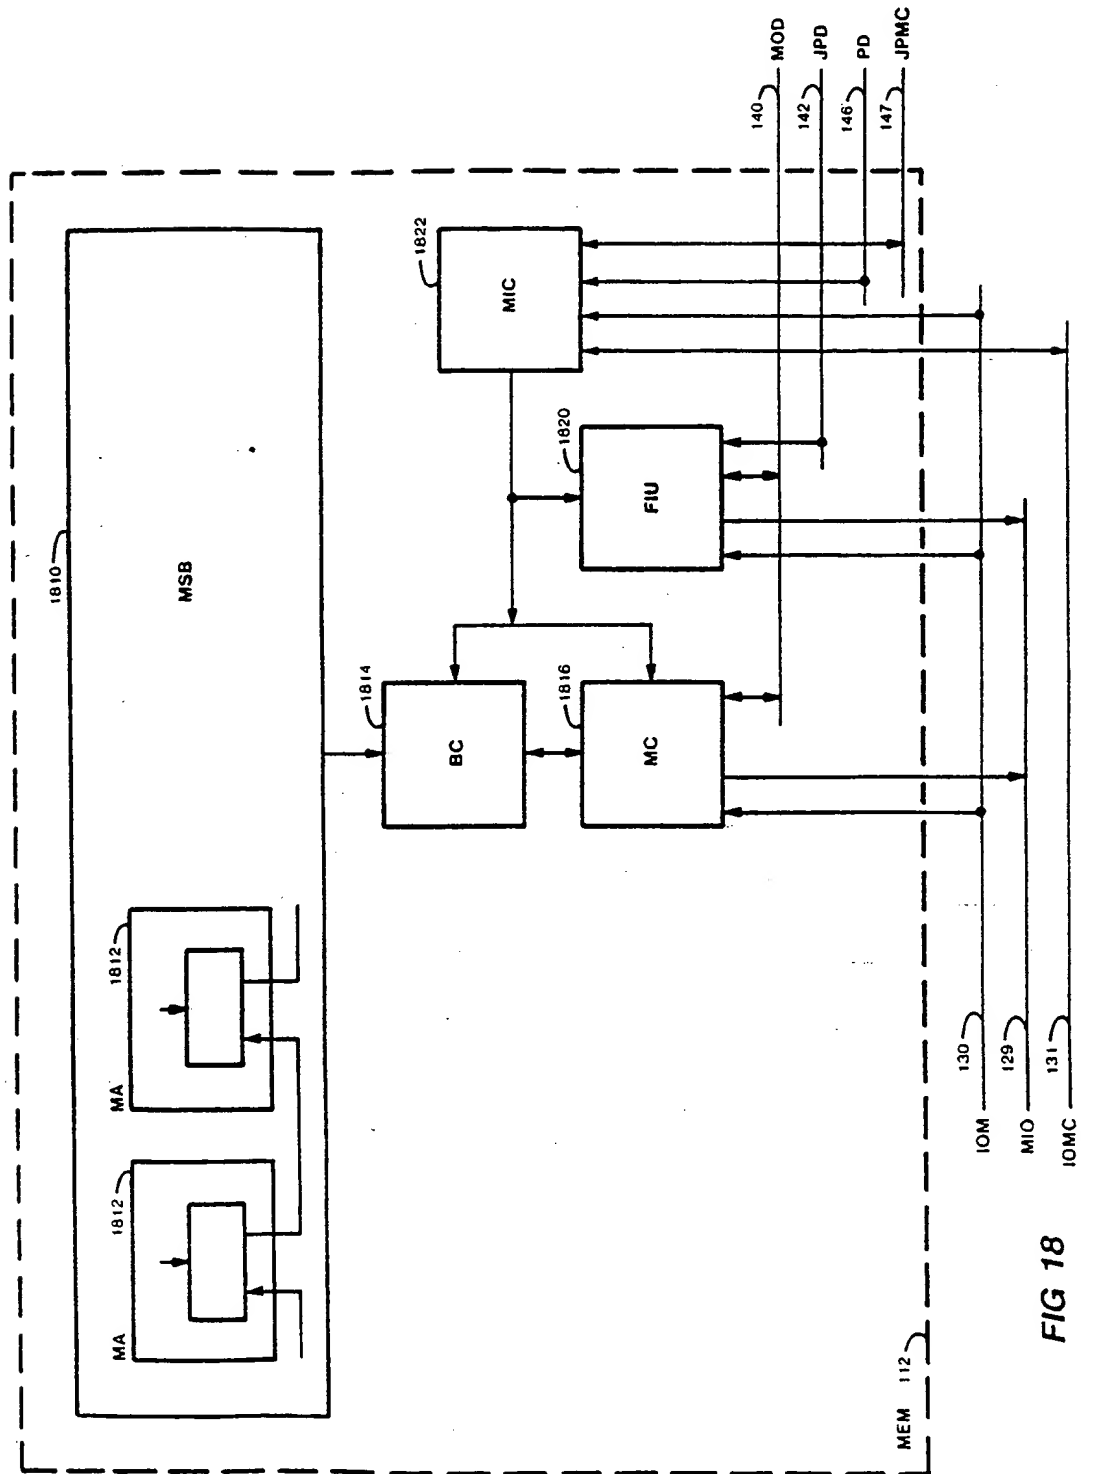 MEM 112
1810
MSB
MA
1812
MA
1812
1814
BC
1816
MC
1820
FIU
1822
MIC
140
MOD
142
JPD
146
PD
147
JPMC
IOM
130
MIO
129
IOMC
131
FIG 18